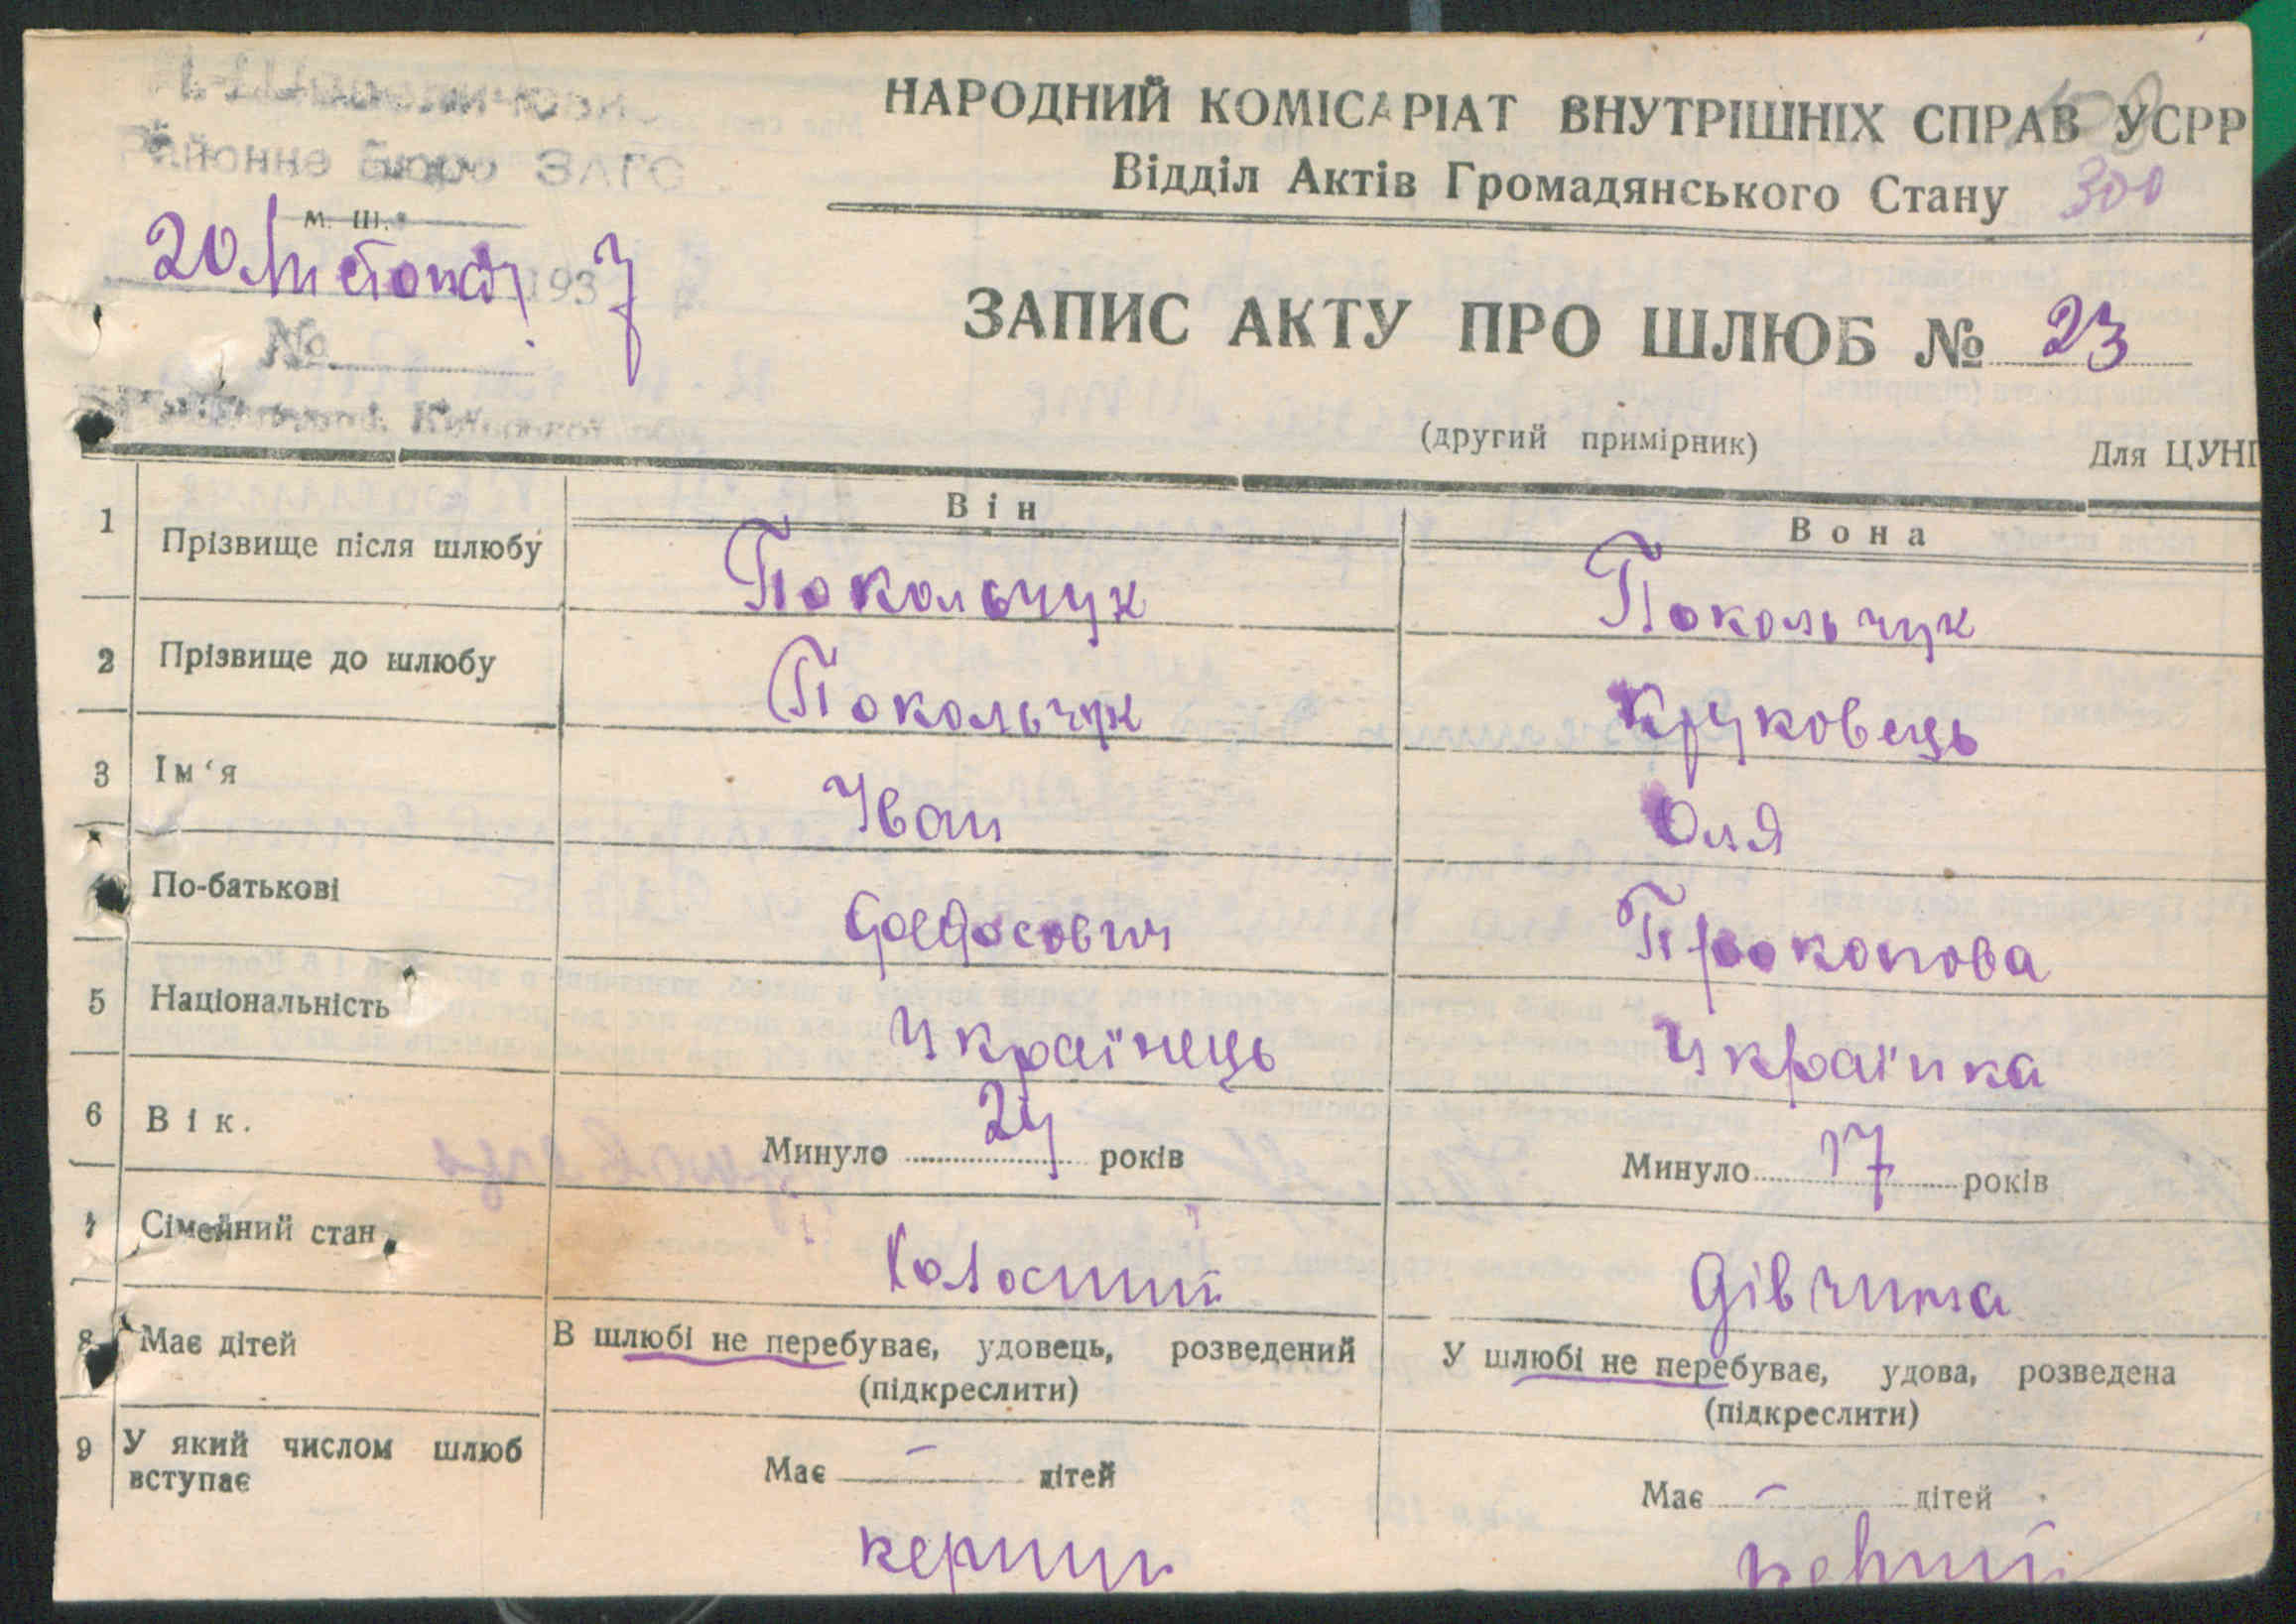 районне Бюро ЗАГС
м. Ш.
20 Листопад 1937
№
НАРОДНИЙ КОМІСАРІАТ ВНУТРІШНІХ СПРАВ УСРР
Відділ Актів Громадянського Стану 300
ЗАПИС АКТУ ПРО ШЛЮБ № 23
(другий примірник) Для ЦУНГ
Він Вона
1 Прізвище після шлюбу Покольчук Покольчук
2 Прізвище до шлюбу Покольчук Круковець
3 Ім‘я Іван Оля
По-батькові Федосович Прокопова
5 Національність Українець Українка
6 Вік. Минуло 24 років Минуло 17 років
7 Сімейний стан Холостий Дівчина
8 Має дітей В шлюбі не перебуває, удовець, розведений У шлюбі не перебуває, удова, розведена
(підкреслити) (підкреслити)
9 У який числом шлюб вступає Має – дітей Має – дітей